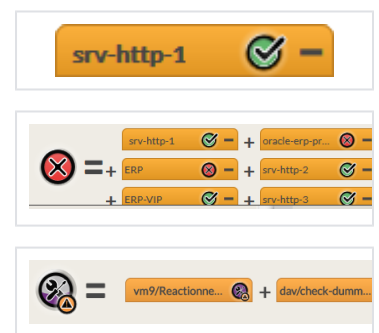 srv-http-1
srv-http-1 + oracle-erp-pr...
= + ERP + srv-http-2
+ ERP-VIP + srv-http-3
= vm9/Reactionne... + dav/check-dumm...